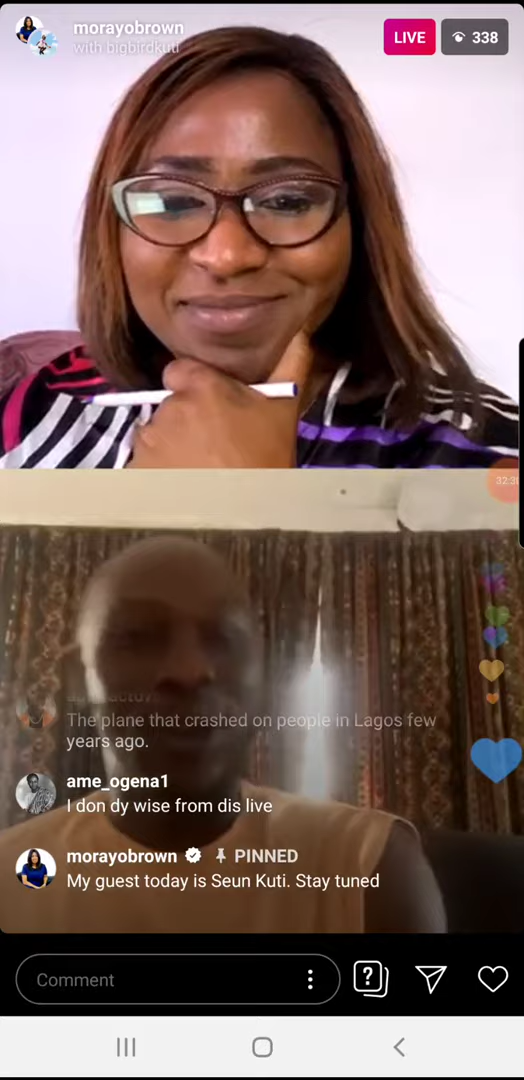 morayobrown
with bigbirdkuti
LIVE
338
The plane that crashed on people in Lagos few
years ago.
ame_ogena1
I don dy wise from dis live
morayobrown PINNED
My guest today is Seun Kuti. Stay tuned
Comment